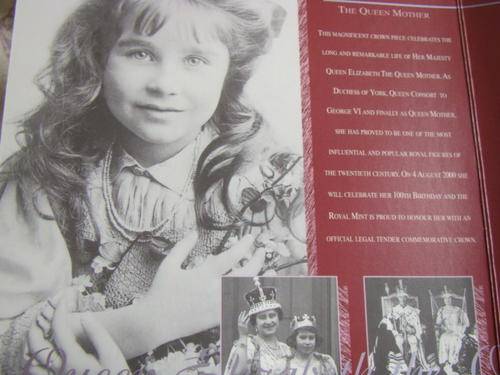 THE QUEEN MOTHER
THIS MAGNIFICENT CROWN PIECE CELEBRATES THE
LONG AND REMARKABLE LIFE OF HER MAJESTY
QUEEN ELIZABETH THE QUEEN MOTHER. AS
DUCHESS OF YORK, QUEEN CONSORT TO
GEORGE VI AND FINALLY AS QUEEN MOTHER,
SHE HAS PROVED TO BE ONE OF THE MOST
INFLUENTIAL AND POPULAR ROYAL FIGURES OF
THE TWENTIETH CENTURY. ON 4 AUGUST 2000 SHE
WILL CELEBRATE HER 100TH BIRTHDAY AND THE
ROYAL MINT IS PROUD TO HONOUR HER WITH AN
OFFICIAL LEGAL TENDER COMMEMORATIVE CROWN.
Queen Elizabeth